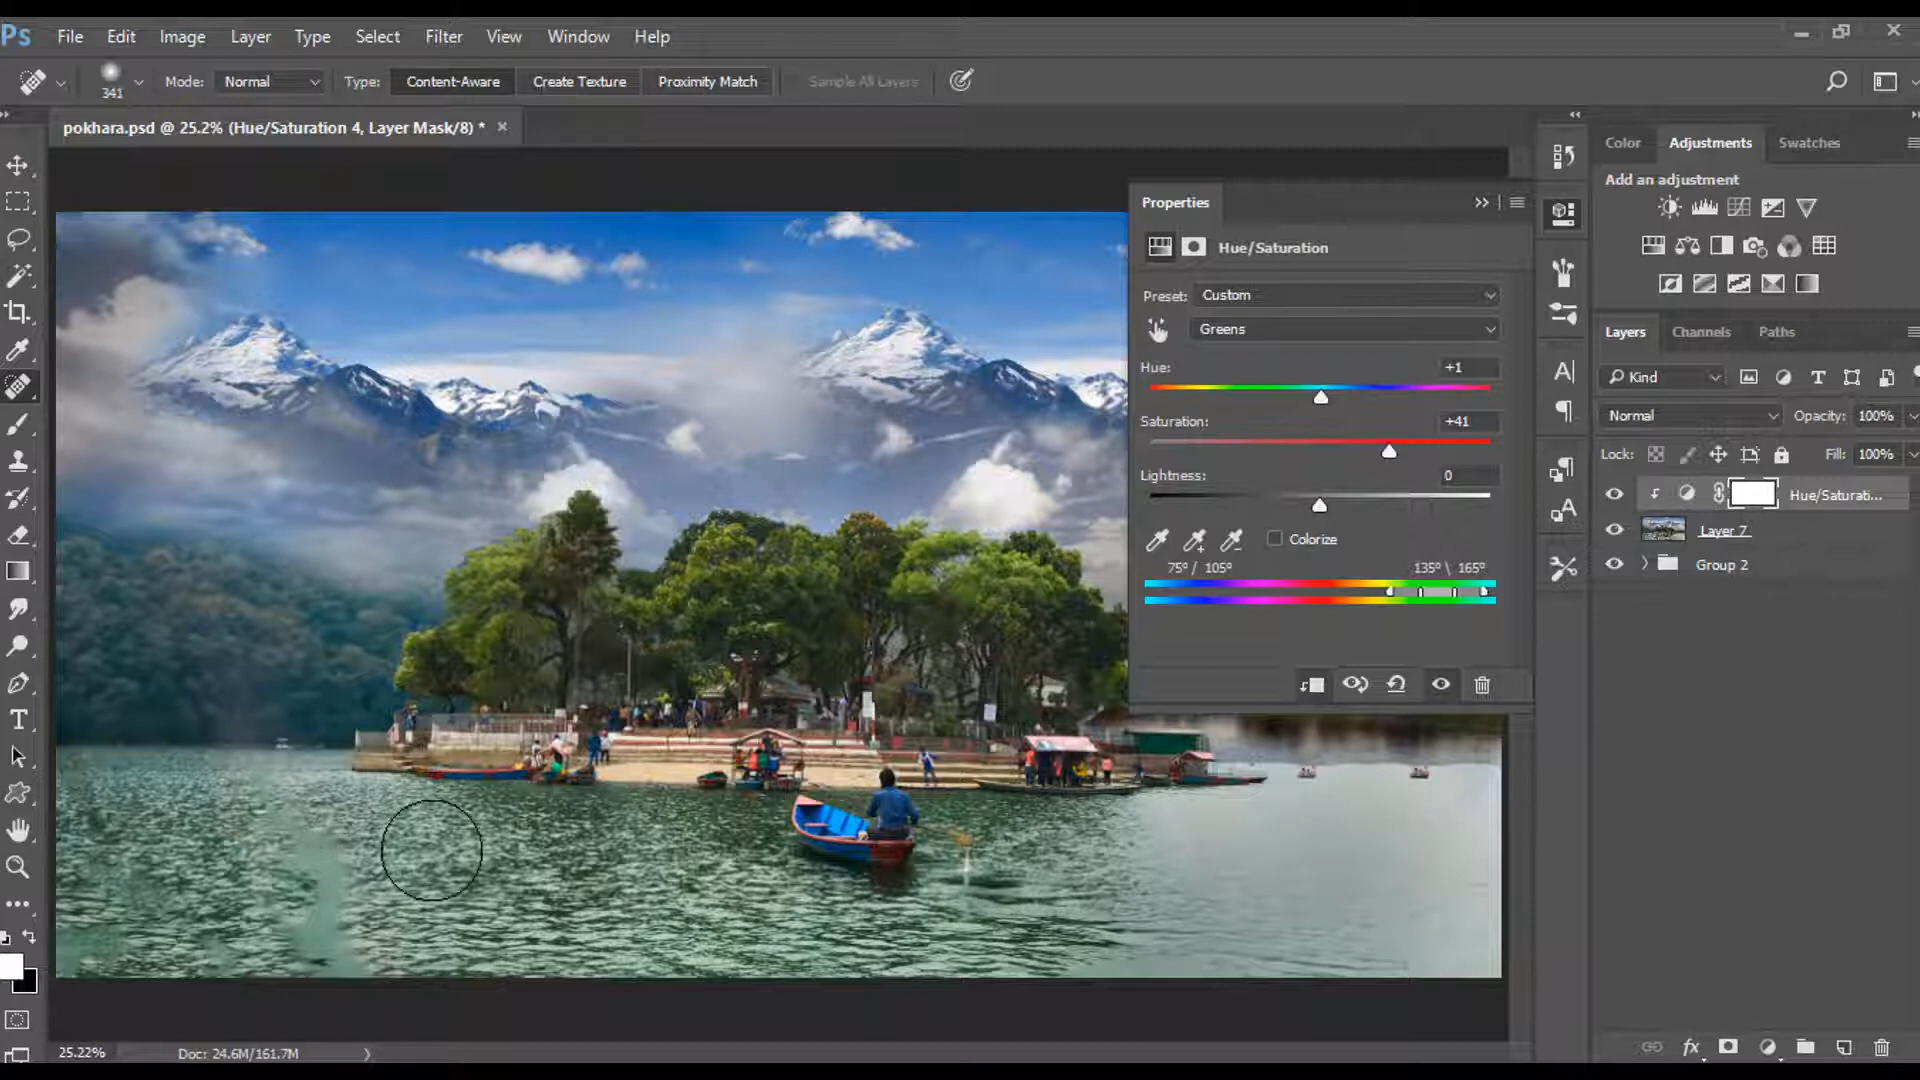 Ps File Edit Image Layer Type Select Filter View Window Help
341 Mode: Normal Type: Content-Aware Create Texture Proximity Match Sample All Layers
pokhara.psd @ 25.2% (Hue/Saturation 4, Layer Mask/8) * ×
Color Adjustments Swatches
Add an adjustment
Properties
Hue/Saturation
Preset: Custom
Greens
Hue: +1
Saturation: +41
Lightness: 0
Colorize
75° / 105° 135° \ 165°
Layers Channels Paths
Kind
Normal Opacity: 100%
Lock: Fill: 100%
Hue/Saturati...
Layer 7
Group 2
25.22% Doc: 24.6M/161.7M